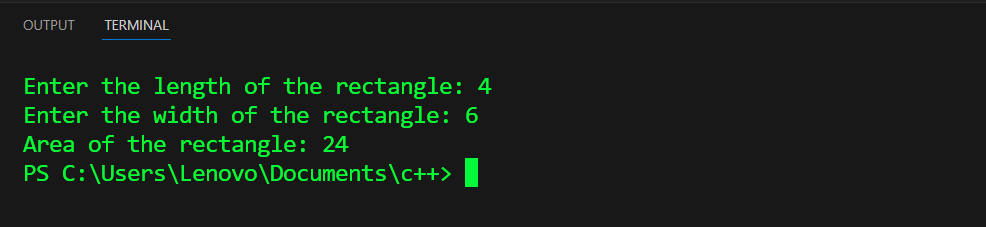 OUTPUT TERMINAL
Enter the length of the rectangle: 4
Enter the width of the rectangle: 6
Area of the rectangle: 24
PS C:\Users\Lenovo\Documents\c++>